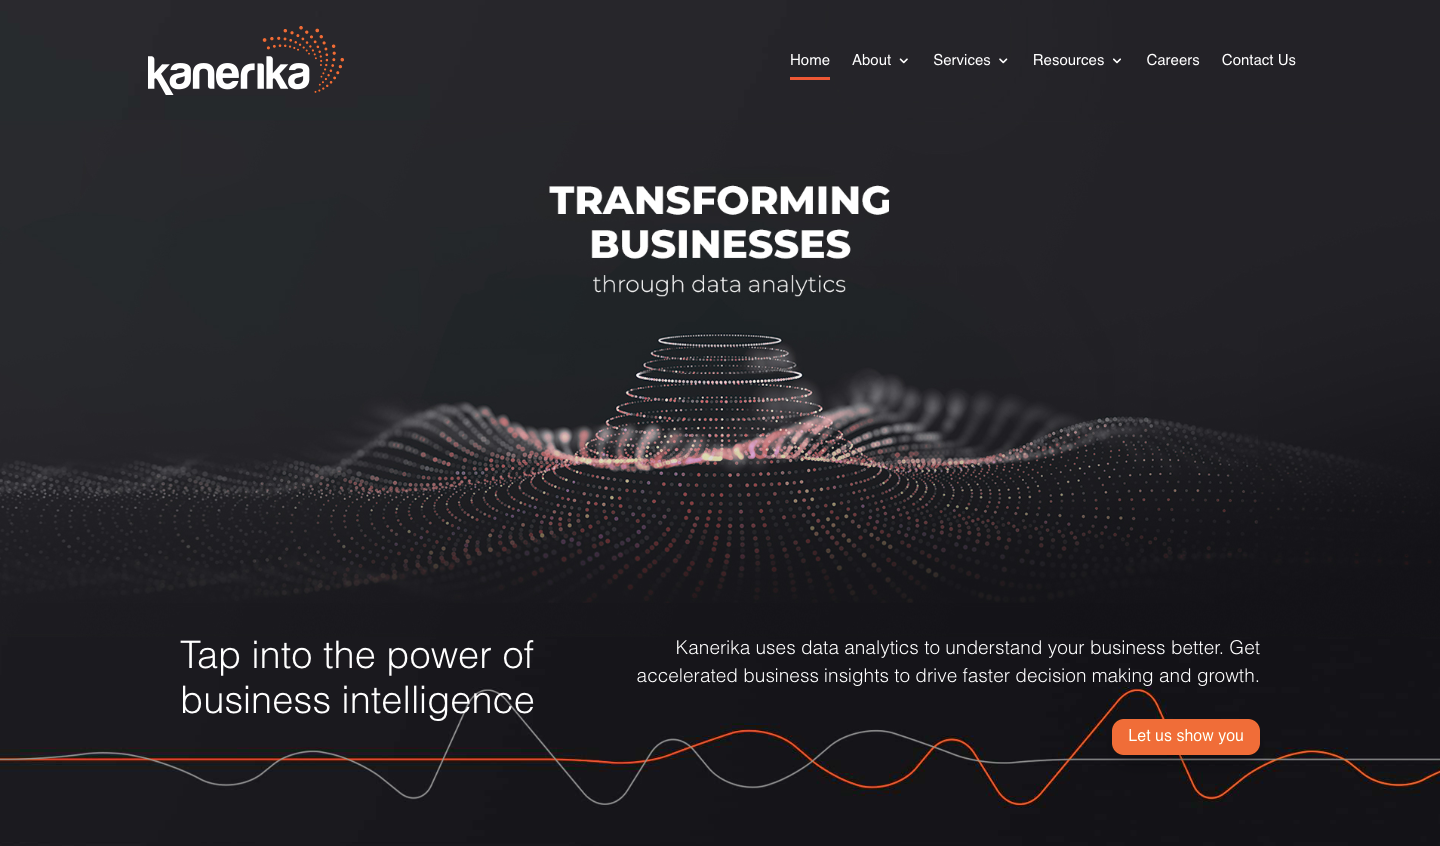 kanerika
Home About Services Resources Careers Contact Us
TRANSFORMING
BUSINESSES
through data analytics
Tap into the power of
business intelligence
Kanerika uses data analytics to understand your business better. Get
accelerated business insights to drive faster decision making and growth.
Let us show you